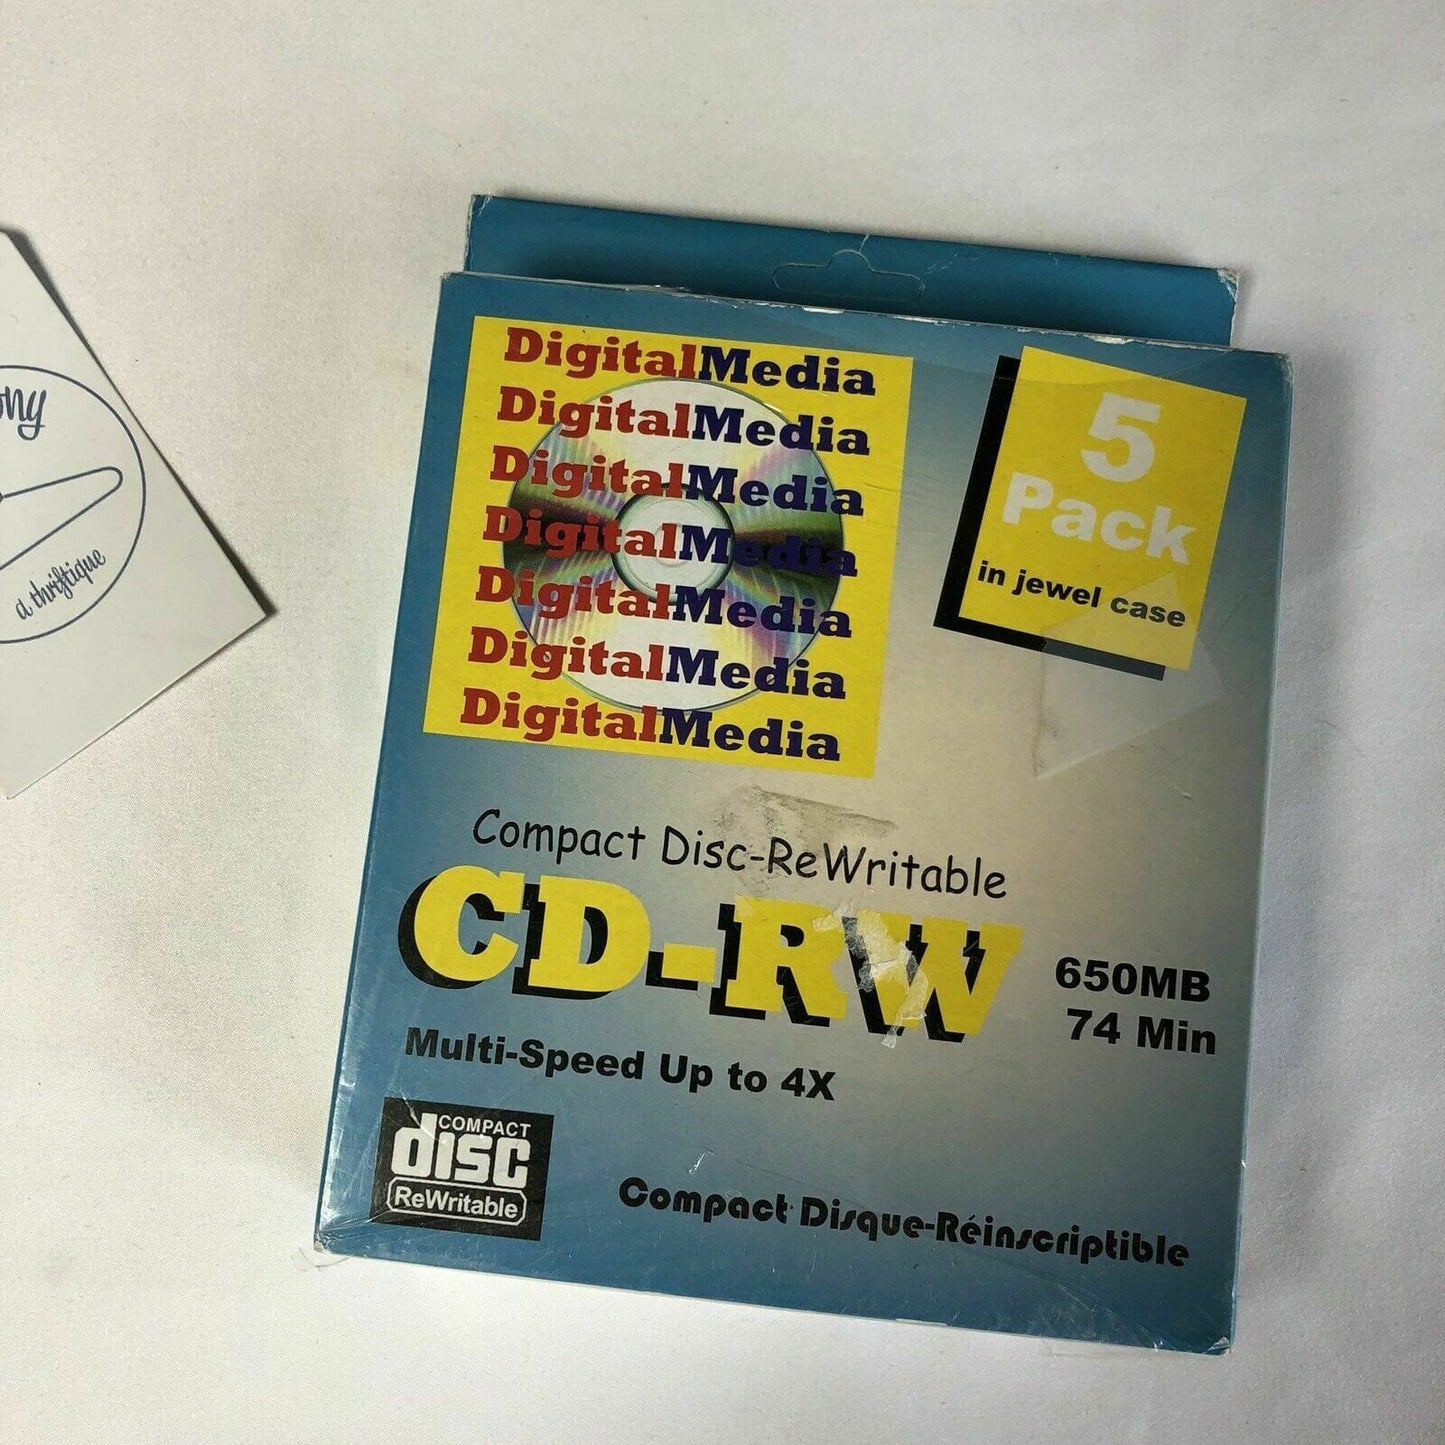 a thriftique
DigitalMedia
DigitalMedia
DigitalMedia
DigitalMedia
DigitalMedia
DigitalMedia
DigitalMedia
5
Pack
in jewel case
Compact Disc-ReWritable
CD-RW
650MB
74 Min
Multi-Speed Up to 4X
COMPACT
disc
ReWritable
Compact Disque-Réinscriptible